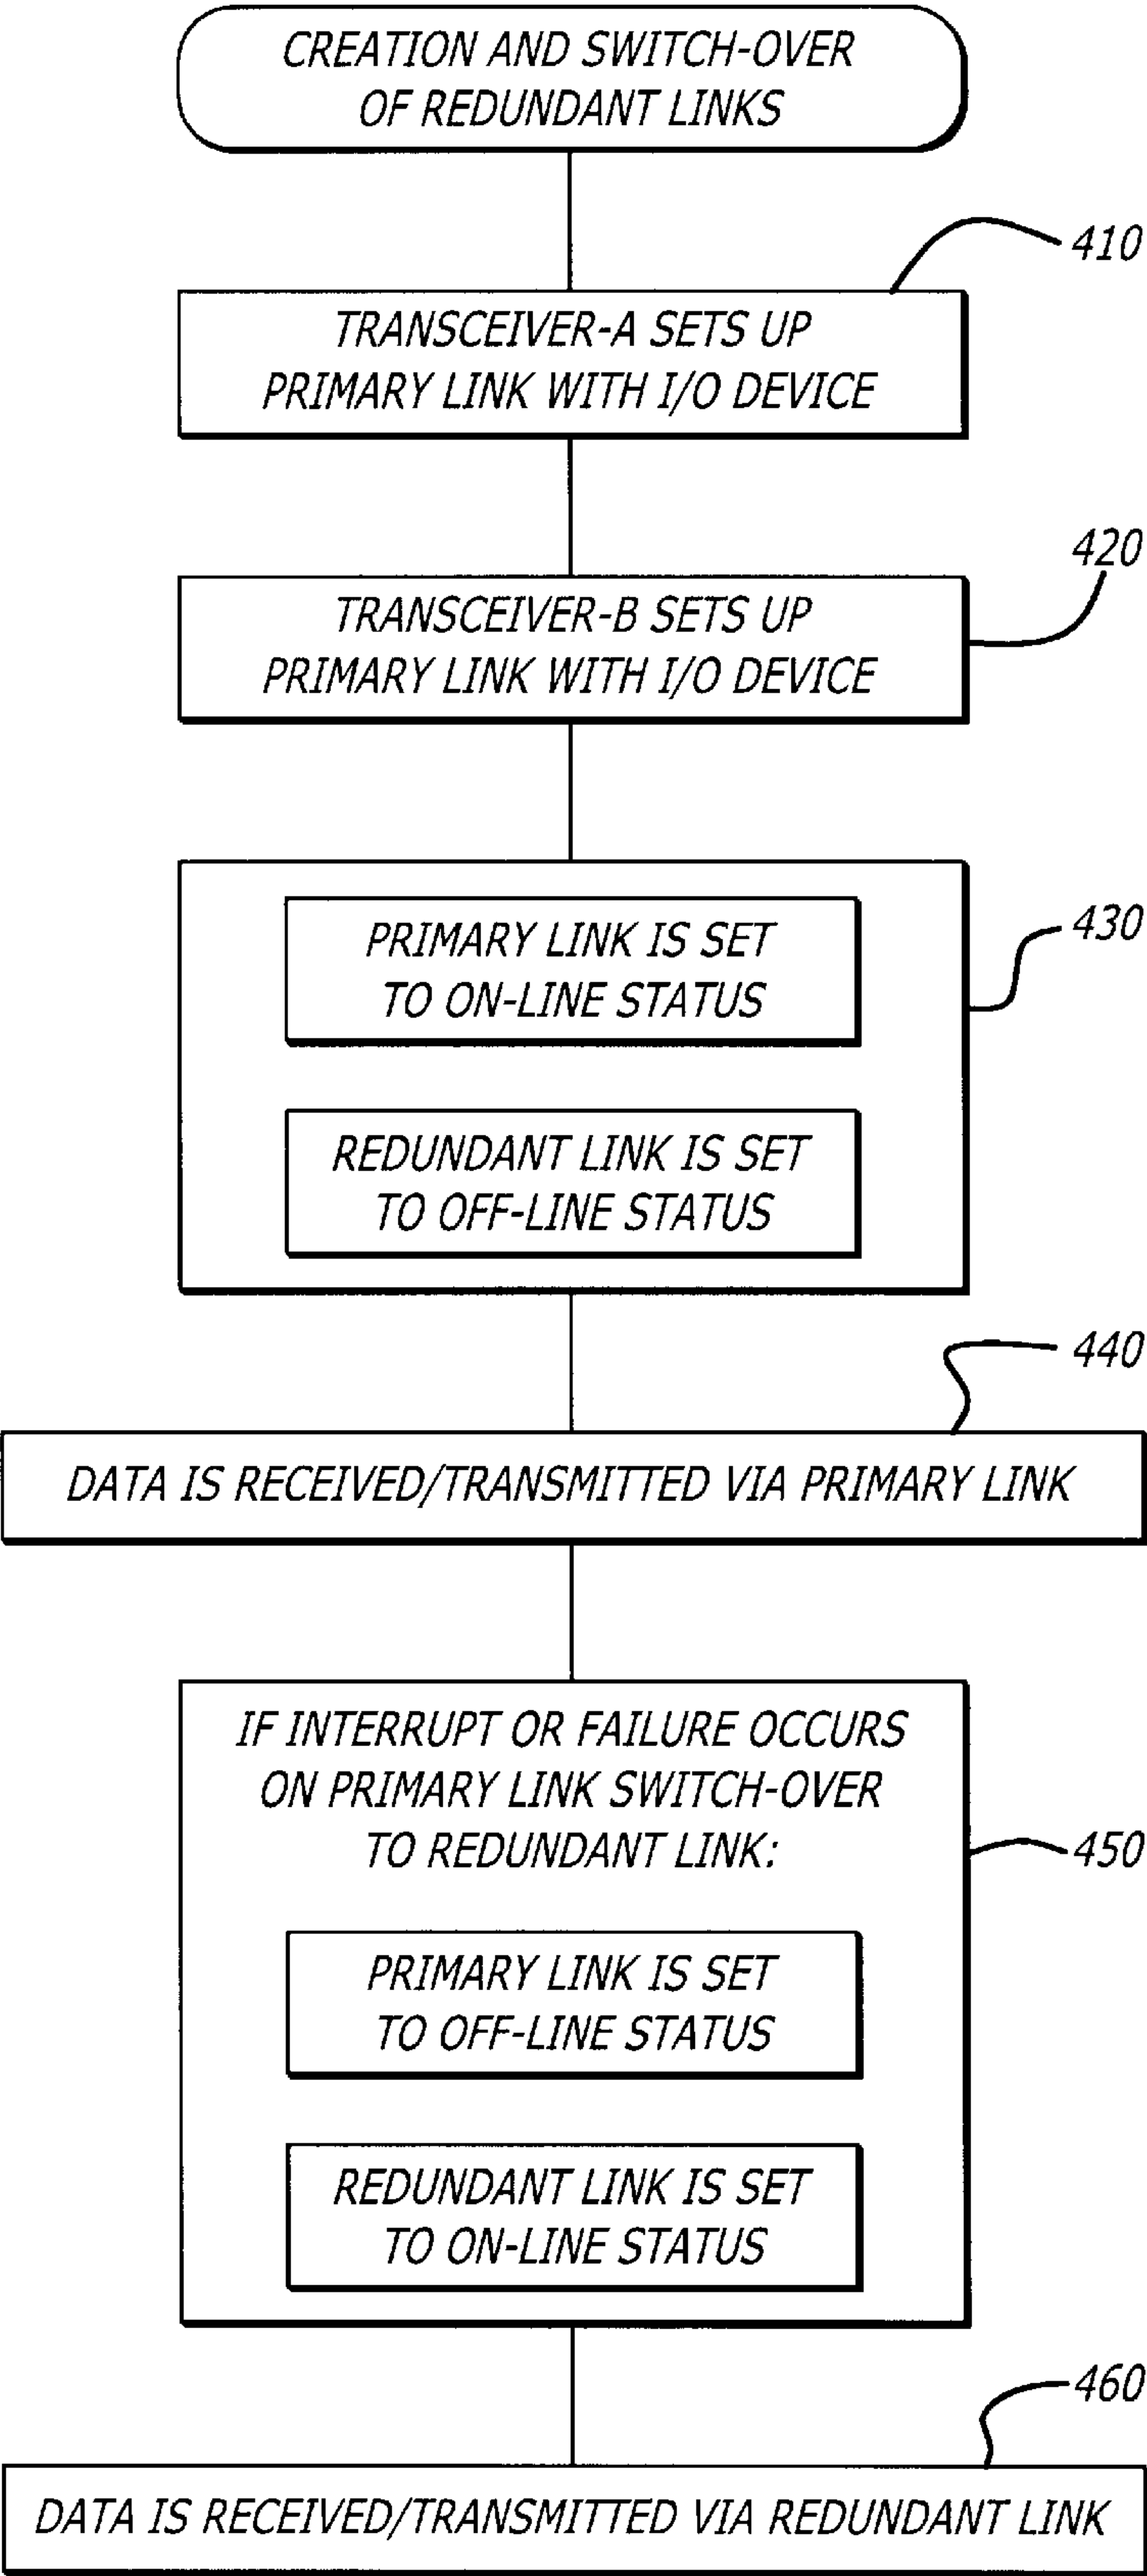 CREATION AND SWITCH-OVER
OF REDUNDANT LINKS
410
TRANSCEIVER-A SETS UP
PRIMARY LINK WITH I/O DEVICE
420
TRANSCEIVER-B SETS UP
PRIMARY LINK WITH I/O DEVICE
430
PRIMARY LINK IS SET
TO ON-LINE STATUS
REDUNDANT LINK IS SET
TO OFF-LINE STATUS
440
DATA IS RECEIVED/TRANSMITTED VIA PRIMARY LINK
IF INTERRUPT OR FAILURE OCCURS
ON PRIMARY LINK SWITCH-OVER
TO REDUNDANT LINK:
450
PRIMARY LINK IS SET
TO OFF-LINE STATUS
REDUNDANT LINK IS SET
TO ON-LINE STATUS
460
DATA IS RECEIVED/TRANSMITTED VIA REDUNDANT LINK